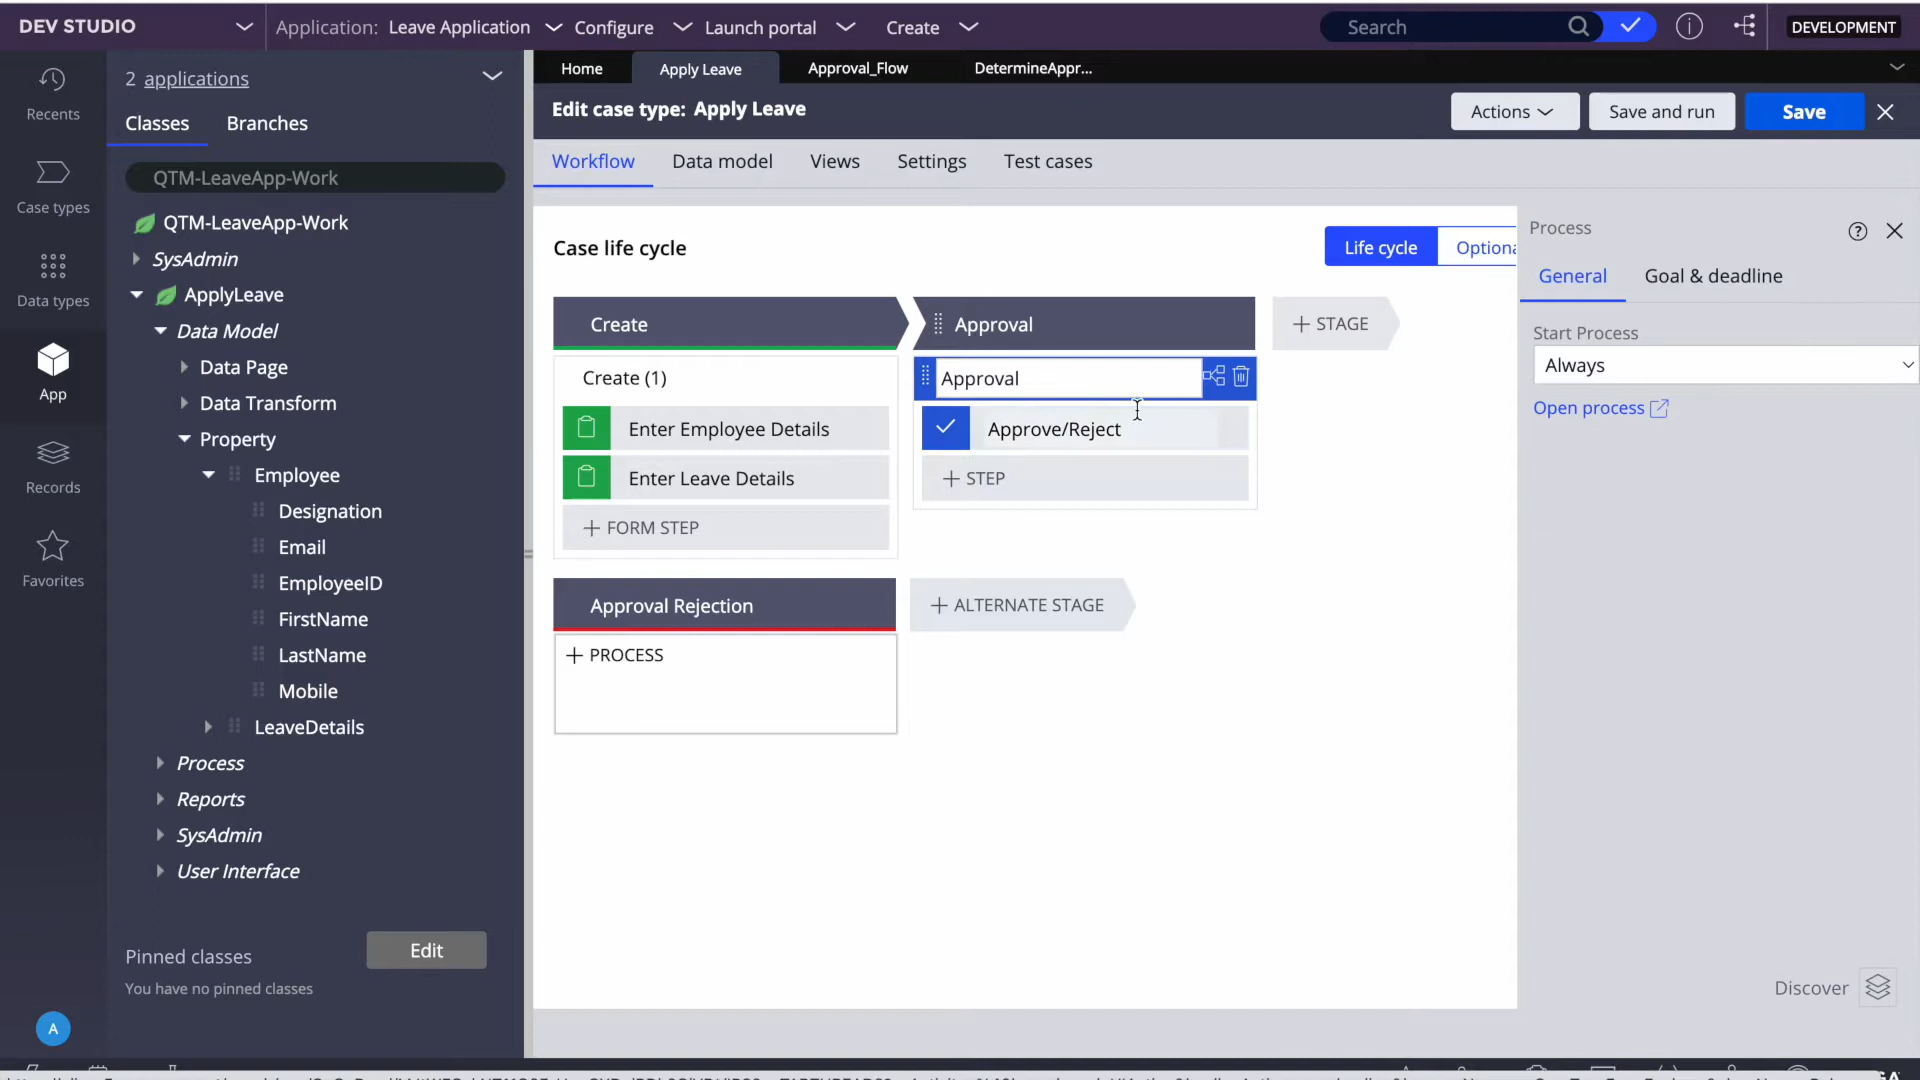 DEV STUDIO
Application: Leave Application
Configure
Launch portal
Create
Search
DEVELOPMENT
Recents
Case types
Data types
App
Records
Favorites
A
2 applications
Classes
Branches
QTM-LeaveApp-Work
QTM-LeaveApp-Work
SysAdmin
ApplyLeave
Data Model
Data Page
Data Transform
Property
Employee
Designation
Email
EmployeeID
FirstName
LastName
Mobile
LeaveDetails
Process
Reports
SysAdmin
User Interface
Pinned classes
Edit
You have no pinned classes
Home
Apply Leave
Approval_Flow
DetermineAppr...
Edit case type: Apply Leave
Actions
Save and run
Save
Workflow
Data model
Views
Settings
Test cases
Case life cycle
Life cycle
Optiona
Create
Approval
+ STAGE
Create (1)
Approval
Enter Employee Details
Approve/Reject
Enter Leave Details
+ STEP
+ FORM STEP
Approval Rejection
+ ALTERNATE STAGE
+ PROCESS
Process
General
Goal & deadline
Start Process
Always
Open process
Discover